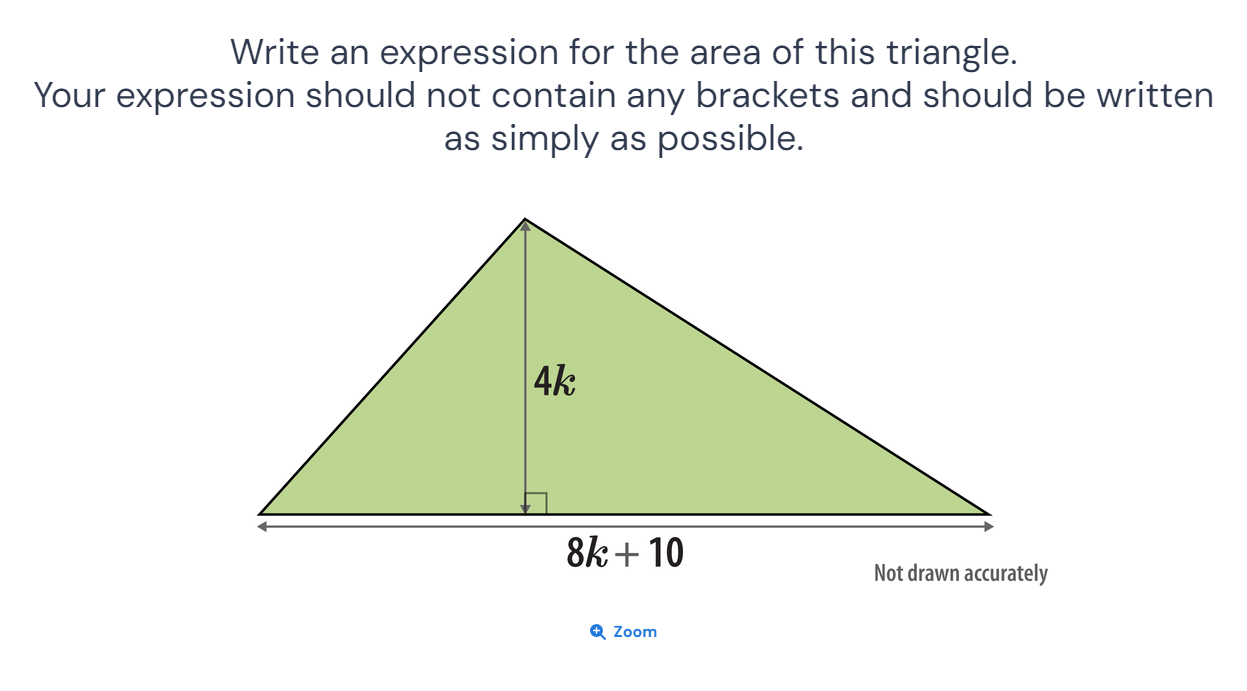 Write an expression for the area of this triangle.
Your expression should not contain any brackets and should be written
as simply as possible.
4k
8k + 10
Not drawn accurately
Zoom